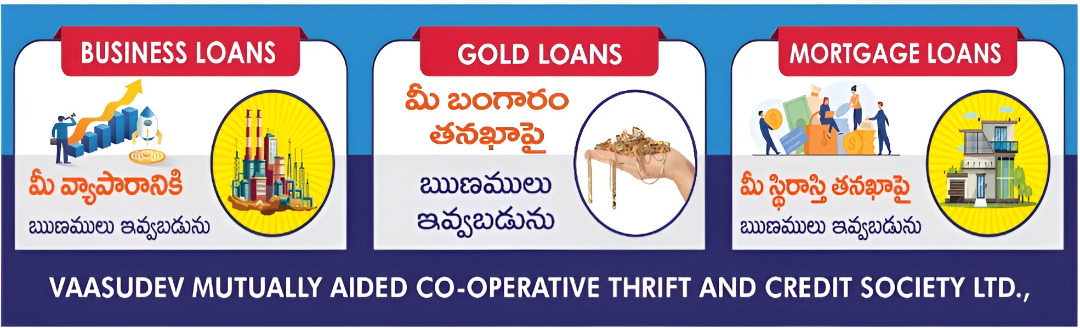 BUSINESS LOANS
మీ వ్యాపారానికి
ఋణములు ఇవ్వబడును
GOLD LOANS
మీ బంగారం
తనఖాపై
ఋణములు
ఇవ్వబడును
MORTGAGE LOANS
మీ స్థిరాస్తి తనఖాపై
ఋణములు ఇవ్వబడును
VAASUDEV MUTUALLY AIDED CO-OPERATIVE THRIFT AND CREDIT SOCIETY LTD.,